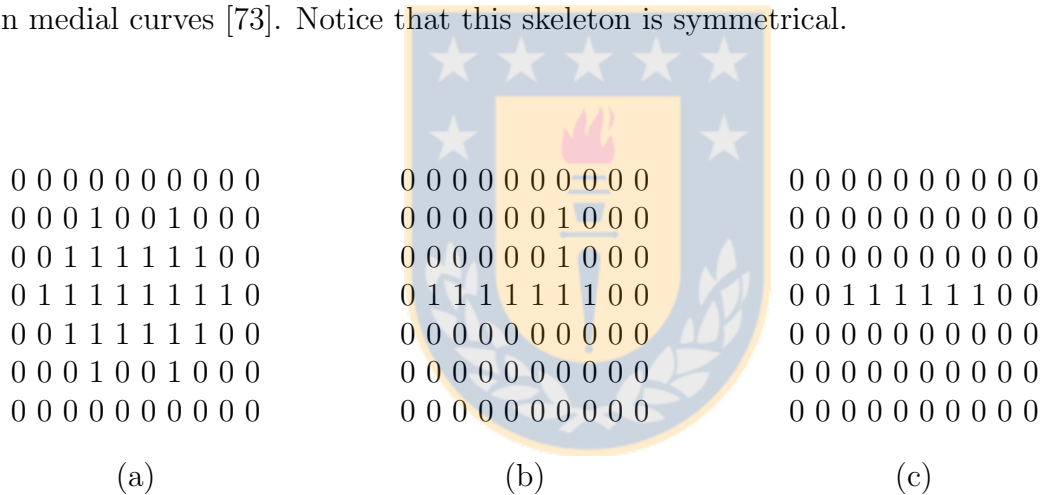 n medial curves [73]. Notice that this skeleton is symmetrical.
0 0 0 0 0 0 0 0 0 0
0 0 0 1 0 0 1 0 0 0
0 0 1 1 1 1 1 1 0 0
0 1 1 1 1 1 1 1 1 0
0 0 1 1 1 1 1 1 0 0
0 0 0 1 0 0 1 0 0 0
0 0 0 0 0 0 0 0 0 0
(a)
0 0 0 0 0 0 0 0 0 0
0 0 0 0 0 0 1 0 0 0
0 0 0 0 0 0 1 0 0 0
0 1 1 1 1 1 1 1 0 0
0 0 0 0 0 0 0 0 0 0
0 0 0 0 0 0 0 0 0 0
0 0 0 0 0 0 0 0 0 0
(b)
0 0 0 0 0 0 0 0 0 0
0 0 0 0 0 0 0 0 0 0
0 0 0 0 0 0 0 0 0 0
0 0 1 1 1 1 1 1 0 0
0 0 0 0 0 0 0 0 0 0
0 0 0 0 0 0 0 0 0 0
0 0 0 0 0 0 0 0 0 0
(c)